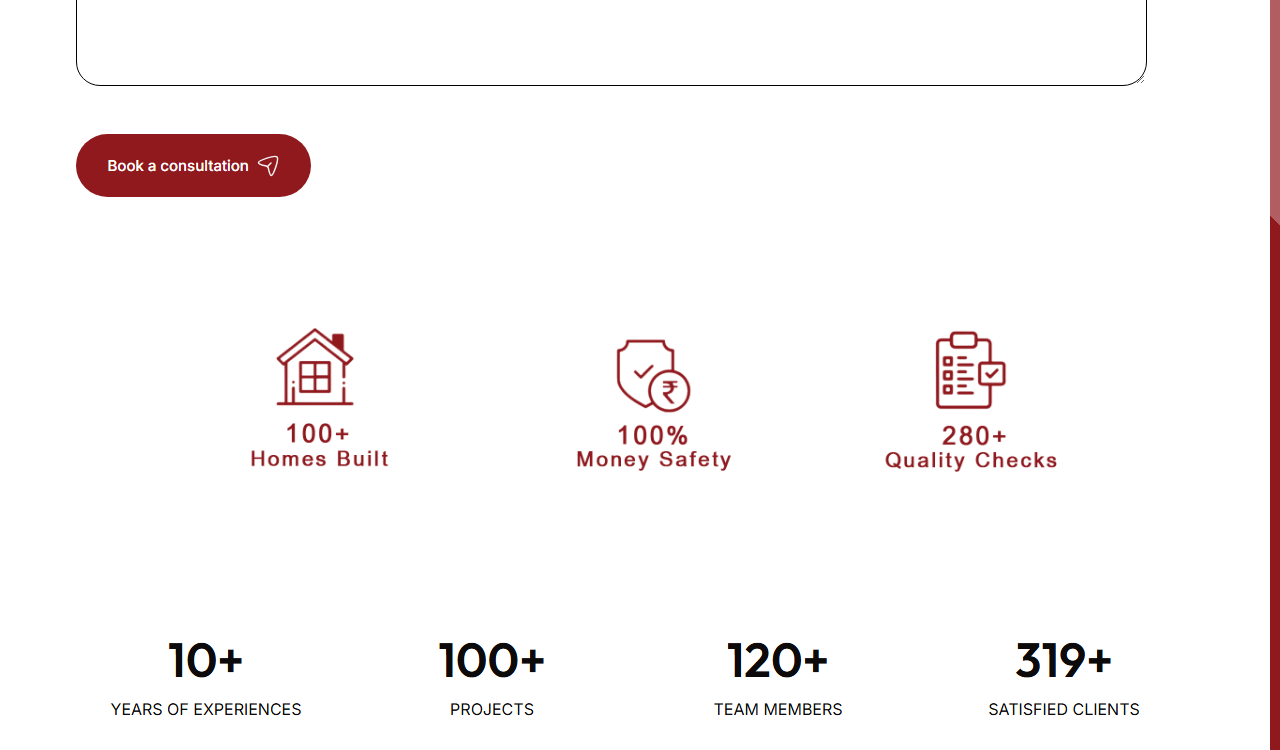 Book a consultation
₹
100+
Homes Built
100%
Money Safety
280+
Quality Checks
10+
YEARS OF EXPERIENCES
100+
PROJECTS
120+
TEAM MEMBERS
319+
SATISFIED CLIENTS